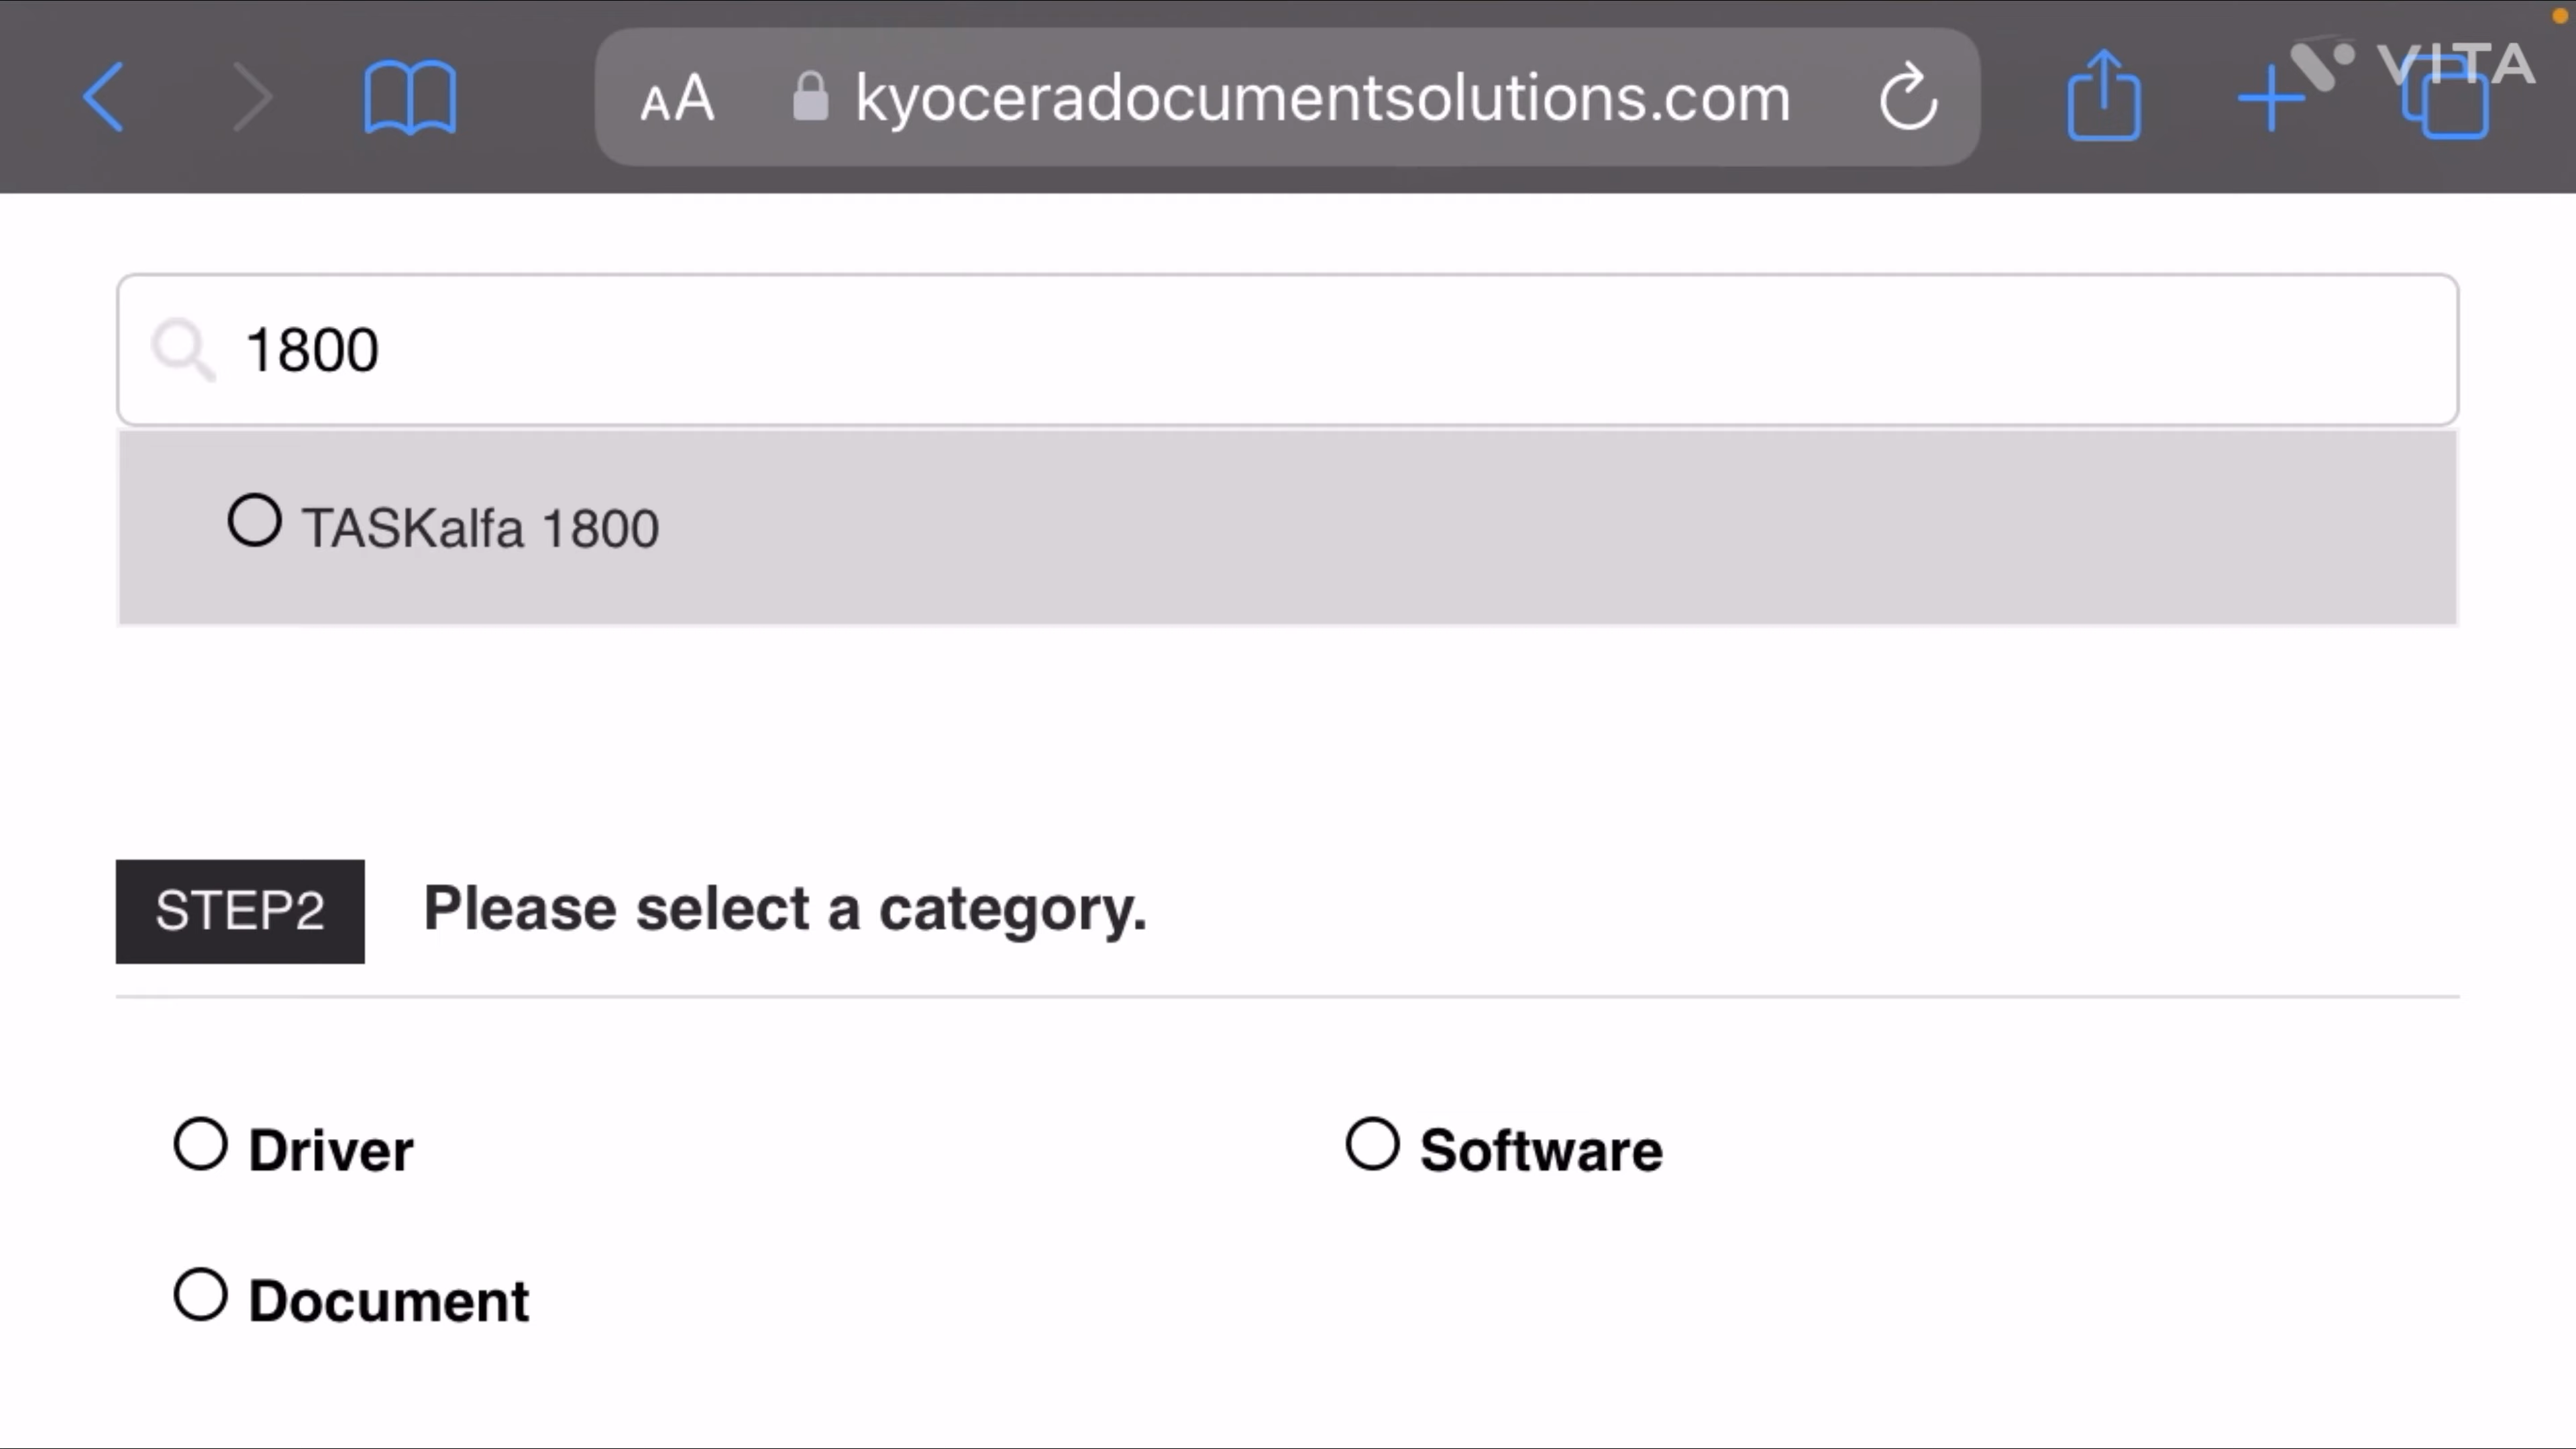 AA kyoceradocumentsolutions.com
VITA
1800
TASKalfa 1800
STEP2 Please select a category.
Driver Software
Document